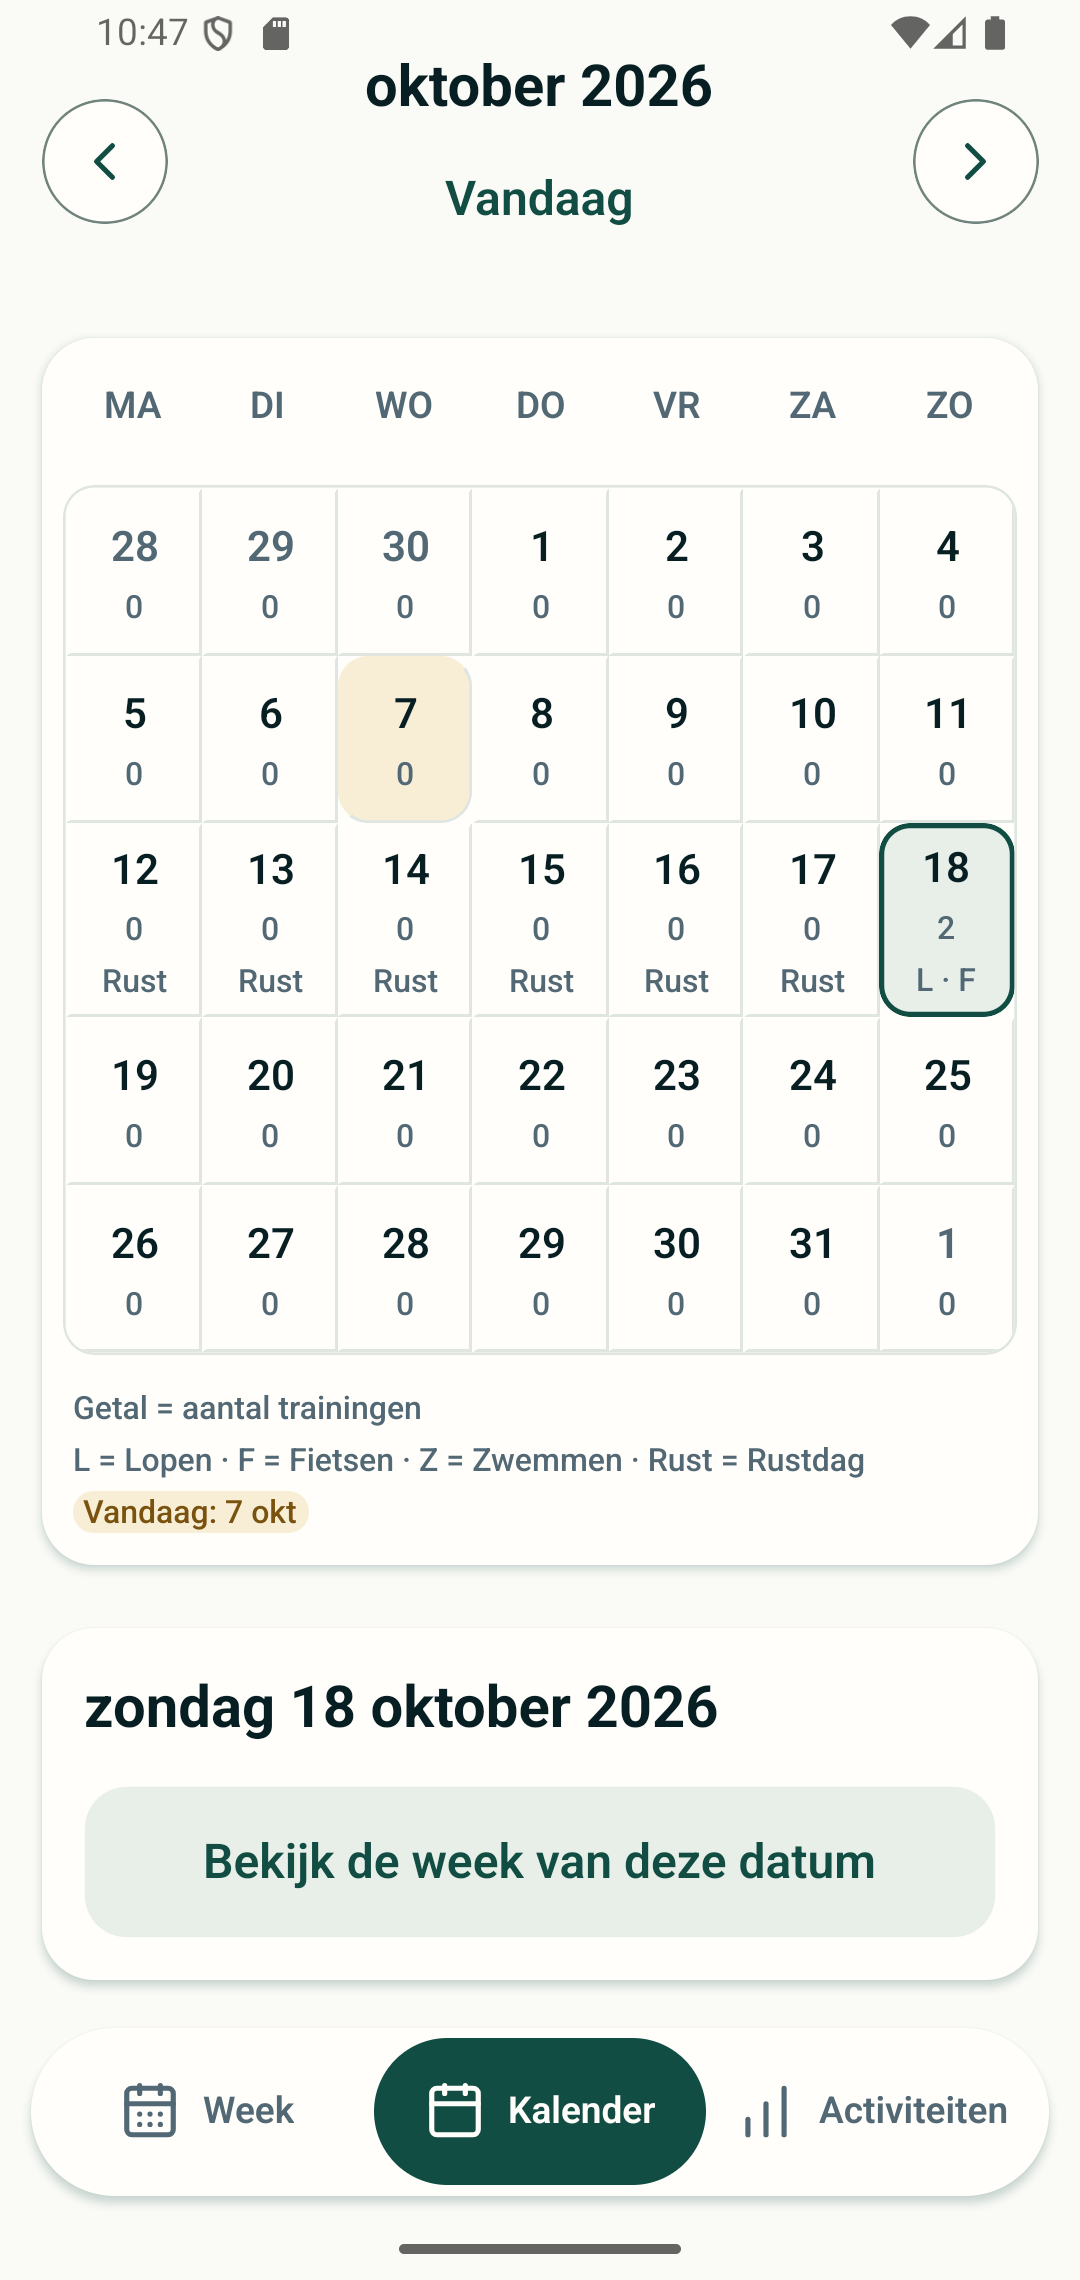 10:47
oktober 2026
Vandaag
MA DI WO DO VR ZA ZO
28 29 30 1 2 3 4
0 0 0 0 0 0 0
5 6 7 8 9 10 11
0 0 0 0 0 0 0
12 13 14 15 16 17 18
0 0 0 0 0 0 2
Rust Rust Rust Rust Rust Rust L · F
19 20 21 22 23 24 25
0 0 0 0 0 0 0
26 27 28 29 30 31 1
0 0 0 0 0 0 0
Getal = aantal trainingen
L = Lopen · F = Fietsen · Z = Zwemmen · Rust = Rustdag
Vandaag: 7 okt
zondag 18 oktober 2026
Bekijk de week van deze datum
Week Kalender Activiteiten